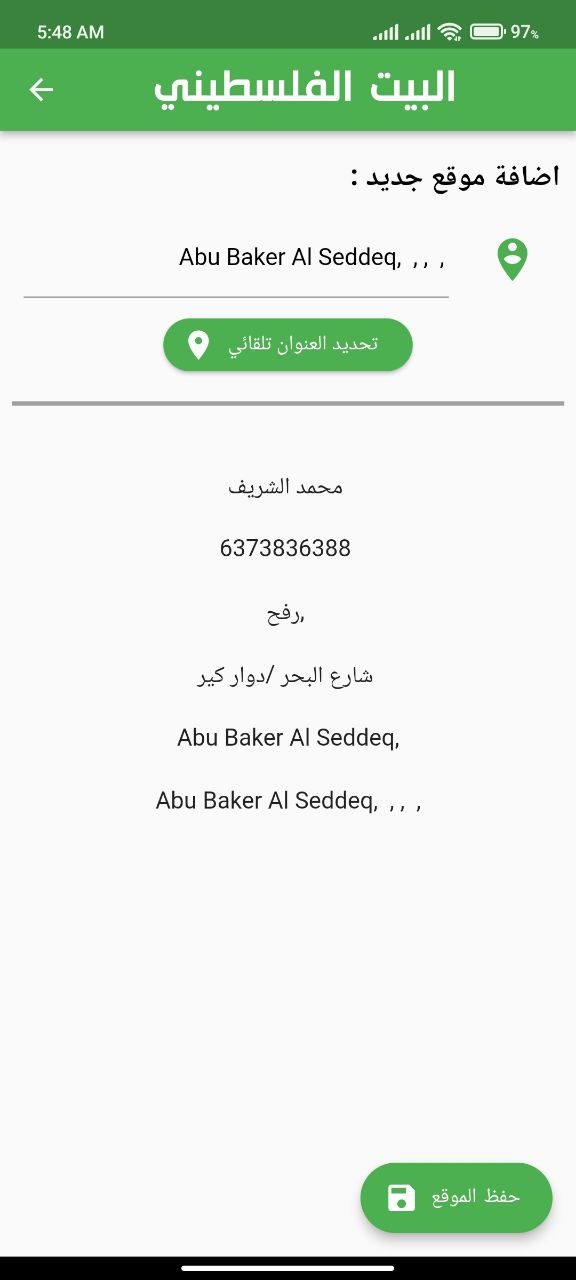 5:48 AM 97%
البيت الفلسطيني
اضافة موقع جديد :
Abu Baker Al Seddeq, , , ,
تحديد العنوان تلقائي
محمد الشريف
6373836388
رفح,
شارع البحر /دوار كير
Abu Baker Al Seddeq,
Abu Baker Al Seddeq, , , ,
حفظ الموقع